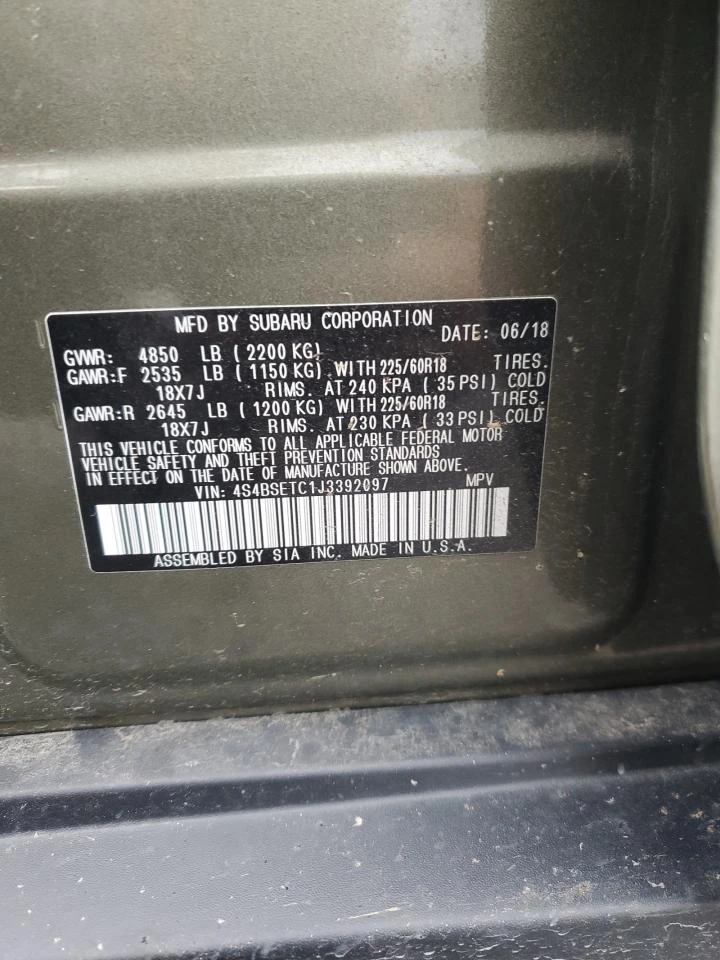 MFD BY SUBARU CORPORATION DATE: 06/18
GVWR: 4850 LB (2200 KG)
GAWR:F 2535 LB (1150 KG) WITH 225/60R18 TIRES.
18X7J RIMS. AT 240 KPA (35 PSI) COLD
GAWR:R 2645 LB (1200 KG) WITH 225/60R18 TIRES.
18X7J RIMS. AT 230 KPA (33 PSI) COLD
THIS VEHICLE CONFORMS TO ALL APPLICABLE FEDERAL MOTOR
VEHICLE SAFETY AND THEFT PREVENTION STANDARDS
IN EFFECT ON THE DATE OF MANUFACTURE SHOWN ABOVE.
VIN: 4S4BSETC1J3392097 MPV
ASSEMBLED BY SIA INC. MADE IN U.S.A.